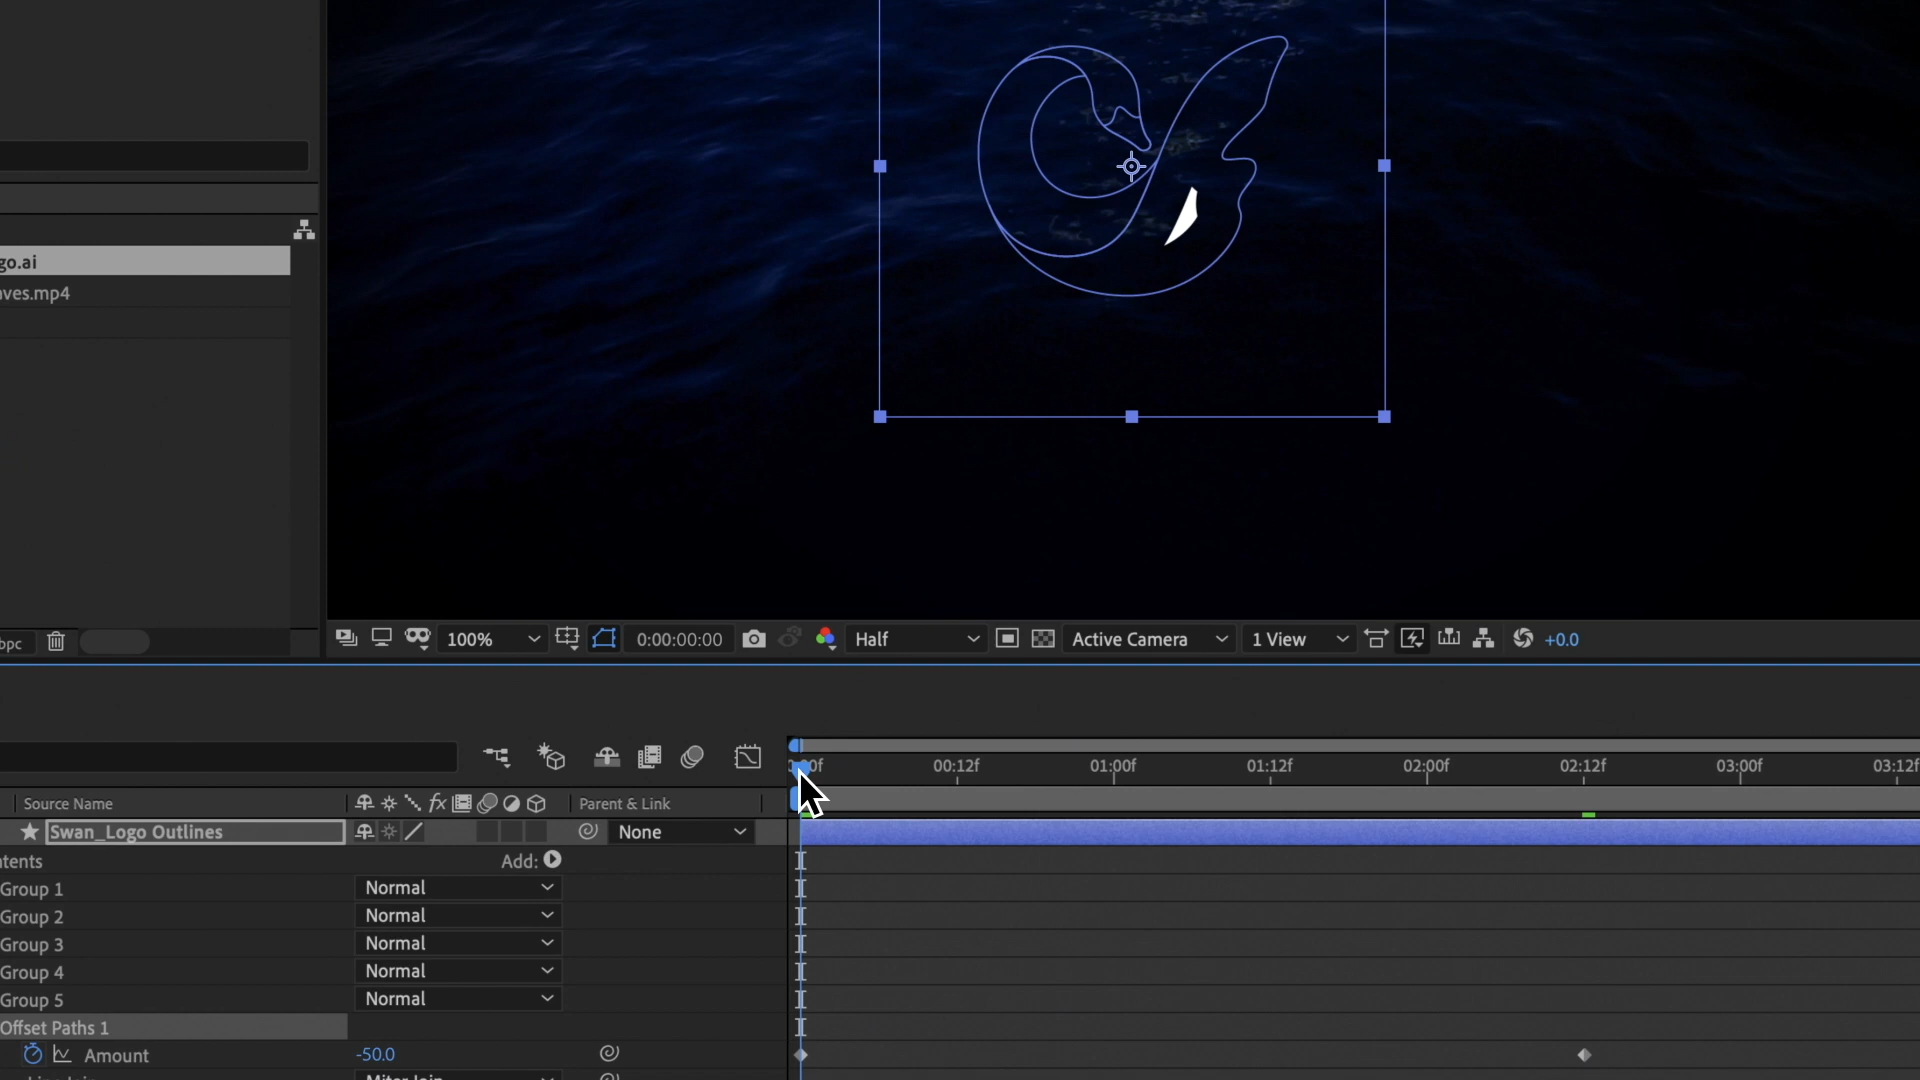 go.ai
ves.mp4
bpc
100%
0:00:00:00
Half
Active Camera
1 View
+0.0
00:12f
01:00f
01:12f
02:00f
02:12f
03:00f
03:12f
Source Name
fx
Parent & Link
Swan_Logo Outlines
None
tents
Add:
Group 1
Normal
Group 2
Normal
Group 3
Normal
Group 4
Normal
Group 5
Normal
Offset Paths 1
Amount
-50.0